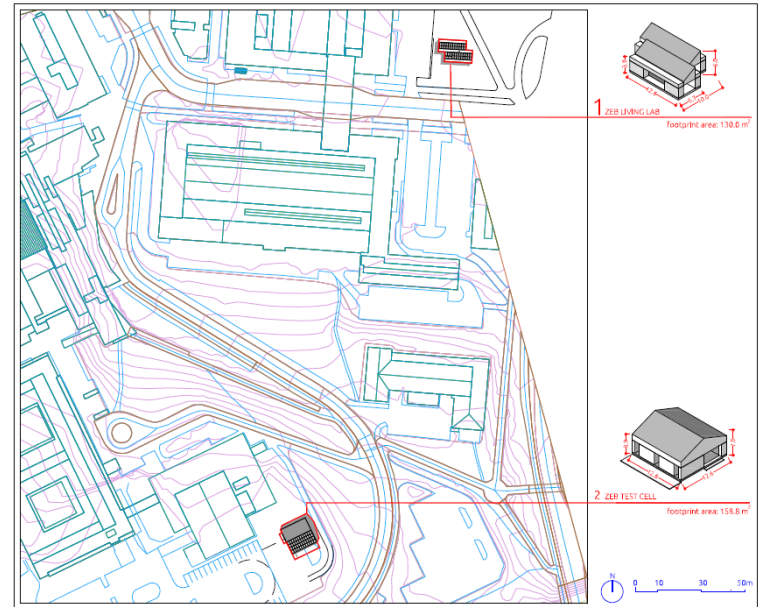 1 ZEB LIVING LAB
footprint area: 130.0 m²
2 ZEB TEST CELL
footprint area: 159.8 m²
N
0 10 30 50m